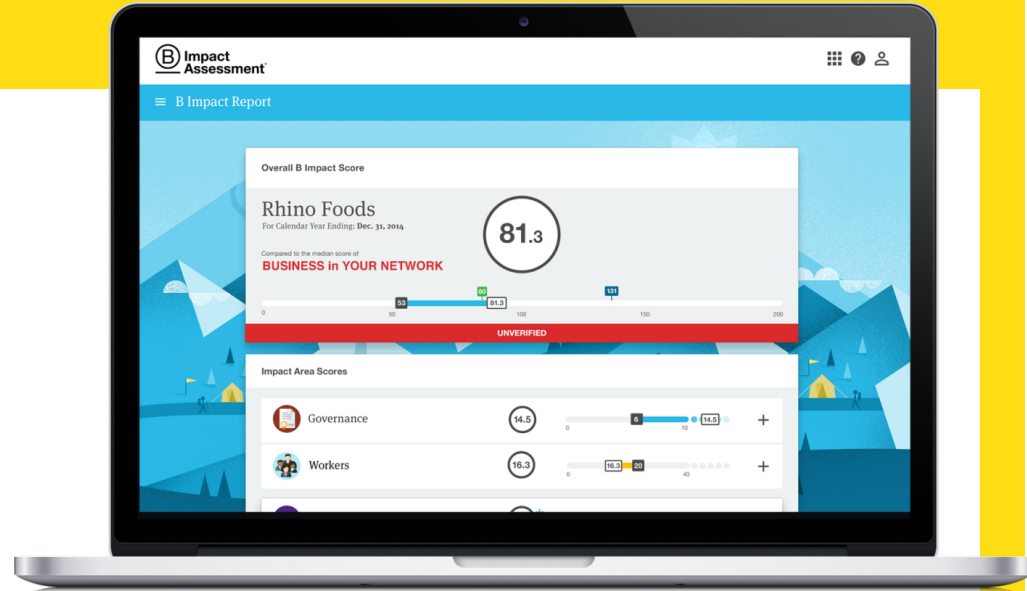 B Impact
Assessment
B Impact Report
Overall B Impact Score
Rhino Foods
For Calendar Year Ending: Dec. 31, 2014
81.3
Compared to the median score of
BUSINESS in YOUR NETWORK
80
131
53
81.3
0
50
100
150
200
UNVERIFIED
Impact Area Scores
Governance
14.5
6
14.5
+
0
10
Workers
16.3
16.3
20
+
0
40